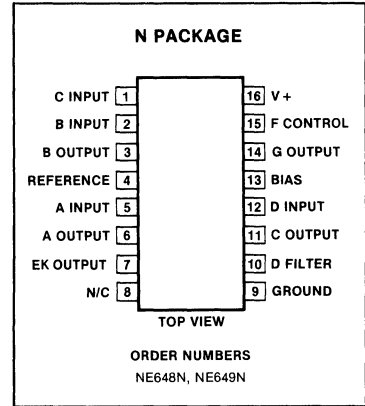 N PACKAGE
C INPUT 1 16 V+
B INPUT 2 15 F CONTROL
B OUTPUT 3 14 G OUTPUT
REFERENCE 4 13 BIAS
A INPUT 5 12 D INPUT
A OUTPUT 6 11 C OUTPUT
EK OUTPUT 7 10 D FILTER
N/C 8 9 GROUND
TOP VIEW
ORDER NUMBERS
NE648N, NE649N